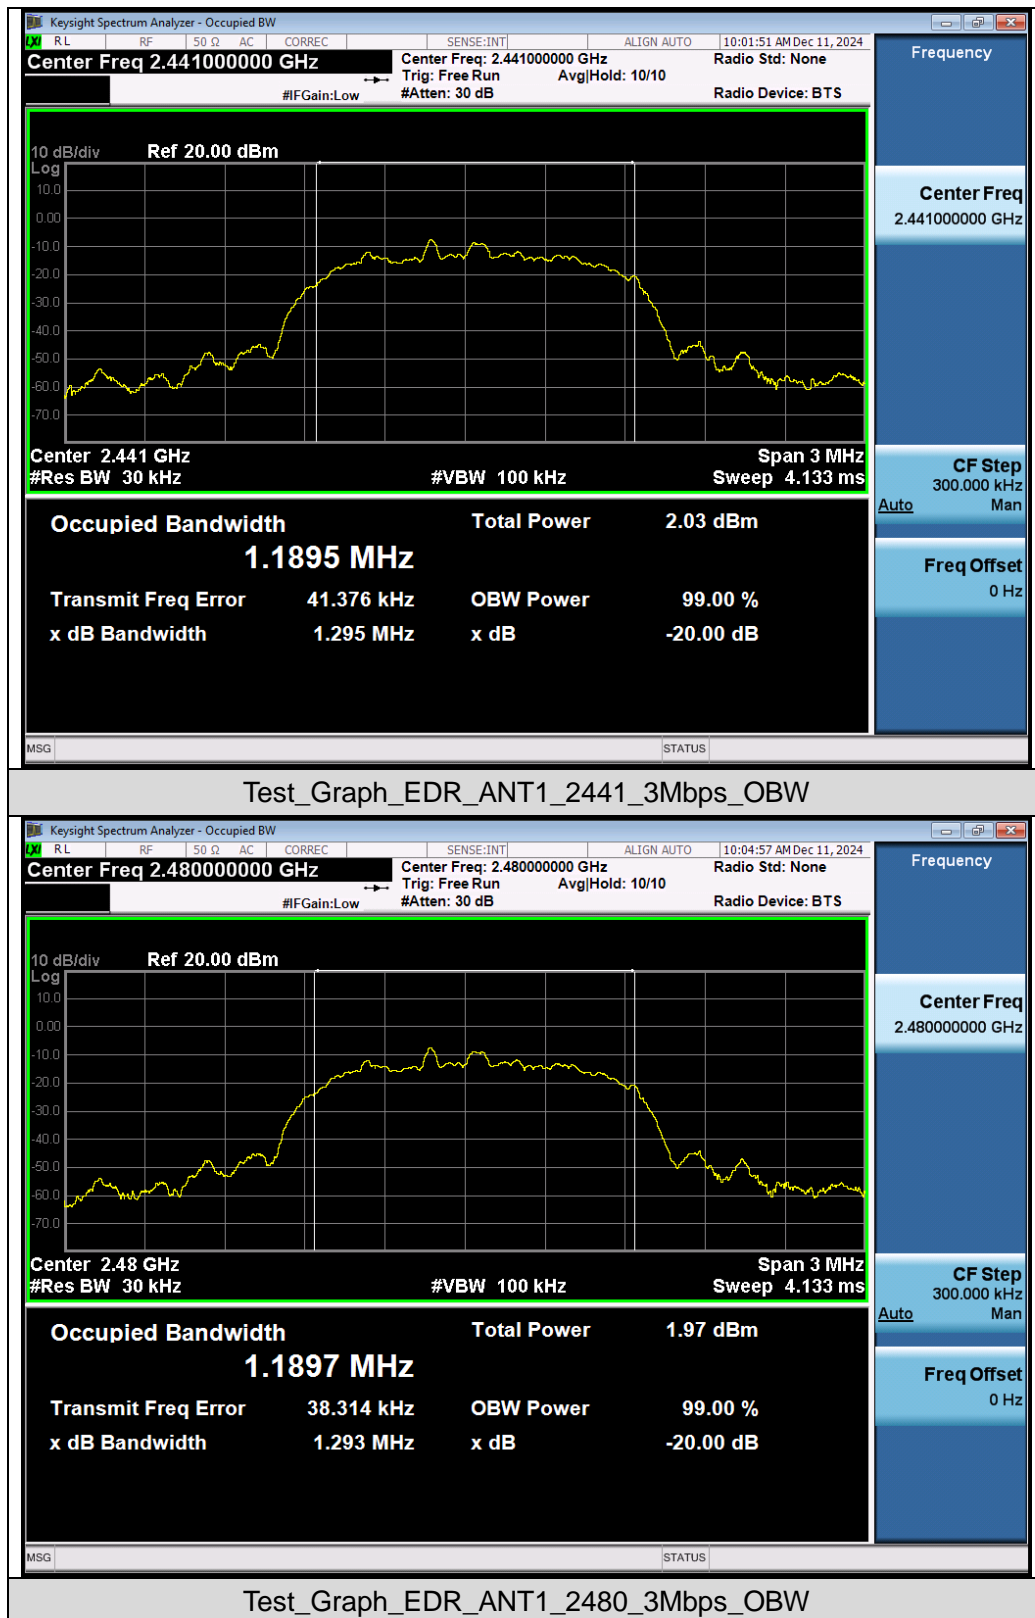 Keysight Spectrum Analyzer - Occupied BW
LXI RL RF 50 Ω AC CORREC SENSE:INT ALIGN AUTO 10:01:51 AM Dec 11, 2024
Center Freq 2.441000000 GHz
Center Freq: 2.441000000 GHz
Radio Std: None
Trig: Free Run Avg|Hold: 10/10
#IFGain:Low
#Atten: 30 dB
Radio Device: BTS
Frequency
10 dB/div Ref 20.00 dBm
Log
10.0
0.00
-10.0
-20.0
-30.0
-40.0
-50.0
-60.0
-70.0
Center Freq
2.441000000 GHz
Center 2.441 GHz Span 3 MHz
#Res BW 30 kHz #VBW 100 kHz Sweep 4.133 ms
CF Step
300.000 kHz
Auto Man
Occupied Bandwidth Total Power 2.03 dBm
1.1895 MHz
Freq Offset
0 Hz
Transmit Freq Error 41.376 kHz OBW Power 99.00 %
x dB Bandwidth 1.295 MHz x dB -20.00 dB
MSG STATUS
Test_Graph_EDR_ANT1_2441_3Mbps_OBW
Keysight Spectrum Analyzer - Occupied BW
LXI RL RF 50 Ω AC CORREC SENSE:INT ALIGN AUTO 10:04:57 AM Dec 11, 2024
Center Freq 2.480000000 GHz
Center Freq: 2.480000000 GHz
Radio Std: None
Trig: Free Run Avg|Hold: 10/10
#IFGain:Low
#Atten: 30 dB
Radio Device: BTS
Frequency
10 dB/div Ref 20.00 dBm
Log
10.0
0.00
-10.0
-20.0
-30.0
-40.0
-50.0
-60.0
-70.0
Center Freq
2.480000000 GHz
Center 2.48 GHz Span 3 MHz
#Res BW 30 kHz #VBW 100 kHz Sweep 4.133 ms
CF Step
300.000 kHz
Auto Man
Occupied Bandwidth Total Power 1.97 dBm
1.1897 MHz
Freq Offset
0 Hz
Transmit Freq Error 38.314 kHz OBW Power 99.00 %
x dB Bandwidth 1.293 MHz x dB -20.00 dB
MSG STATUS
Test_Graph_EDR_ANT1_2480_3Mbps_OBW